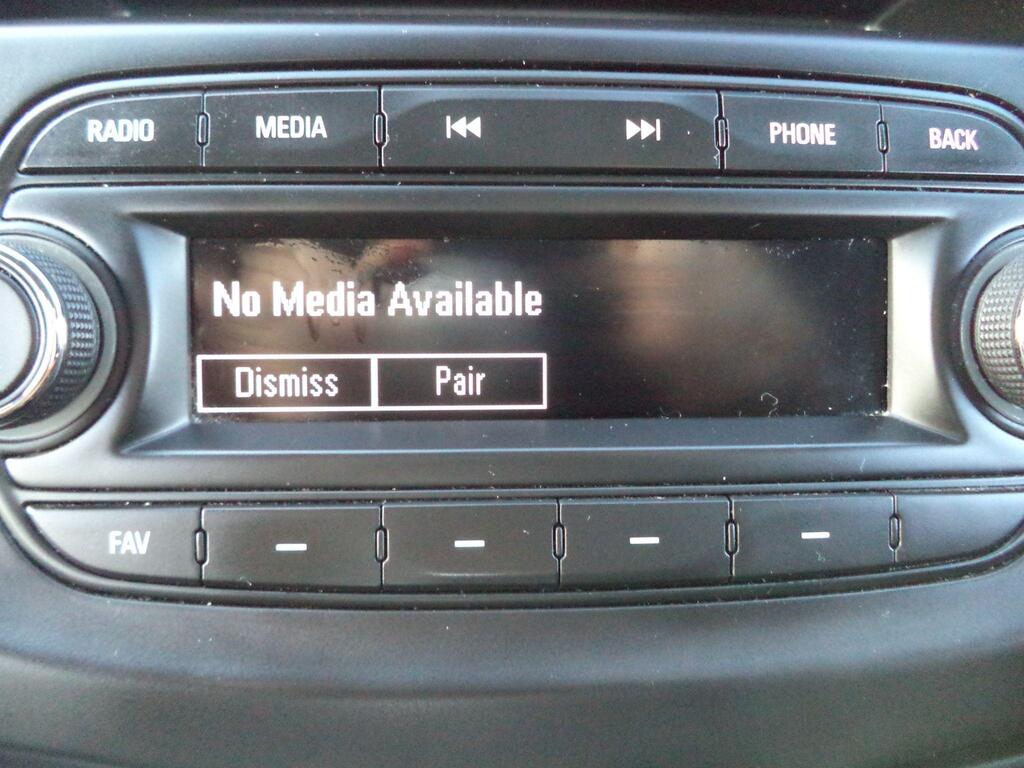 RADIO MEDIA PHONE BACK
No Media Available
Dismiss Pair
FAV